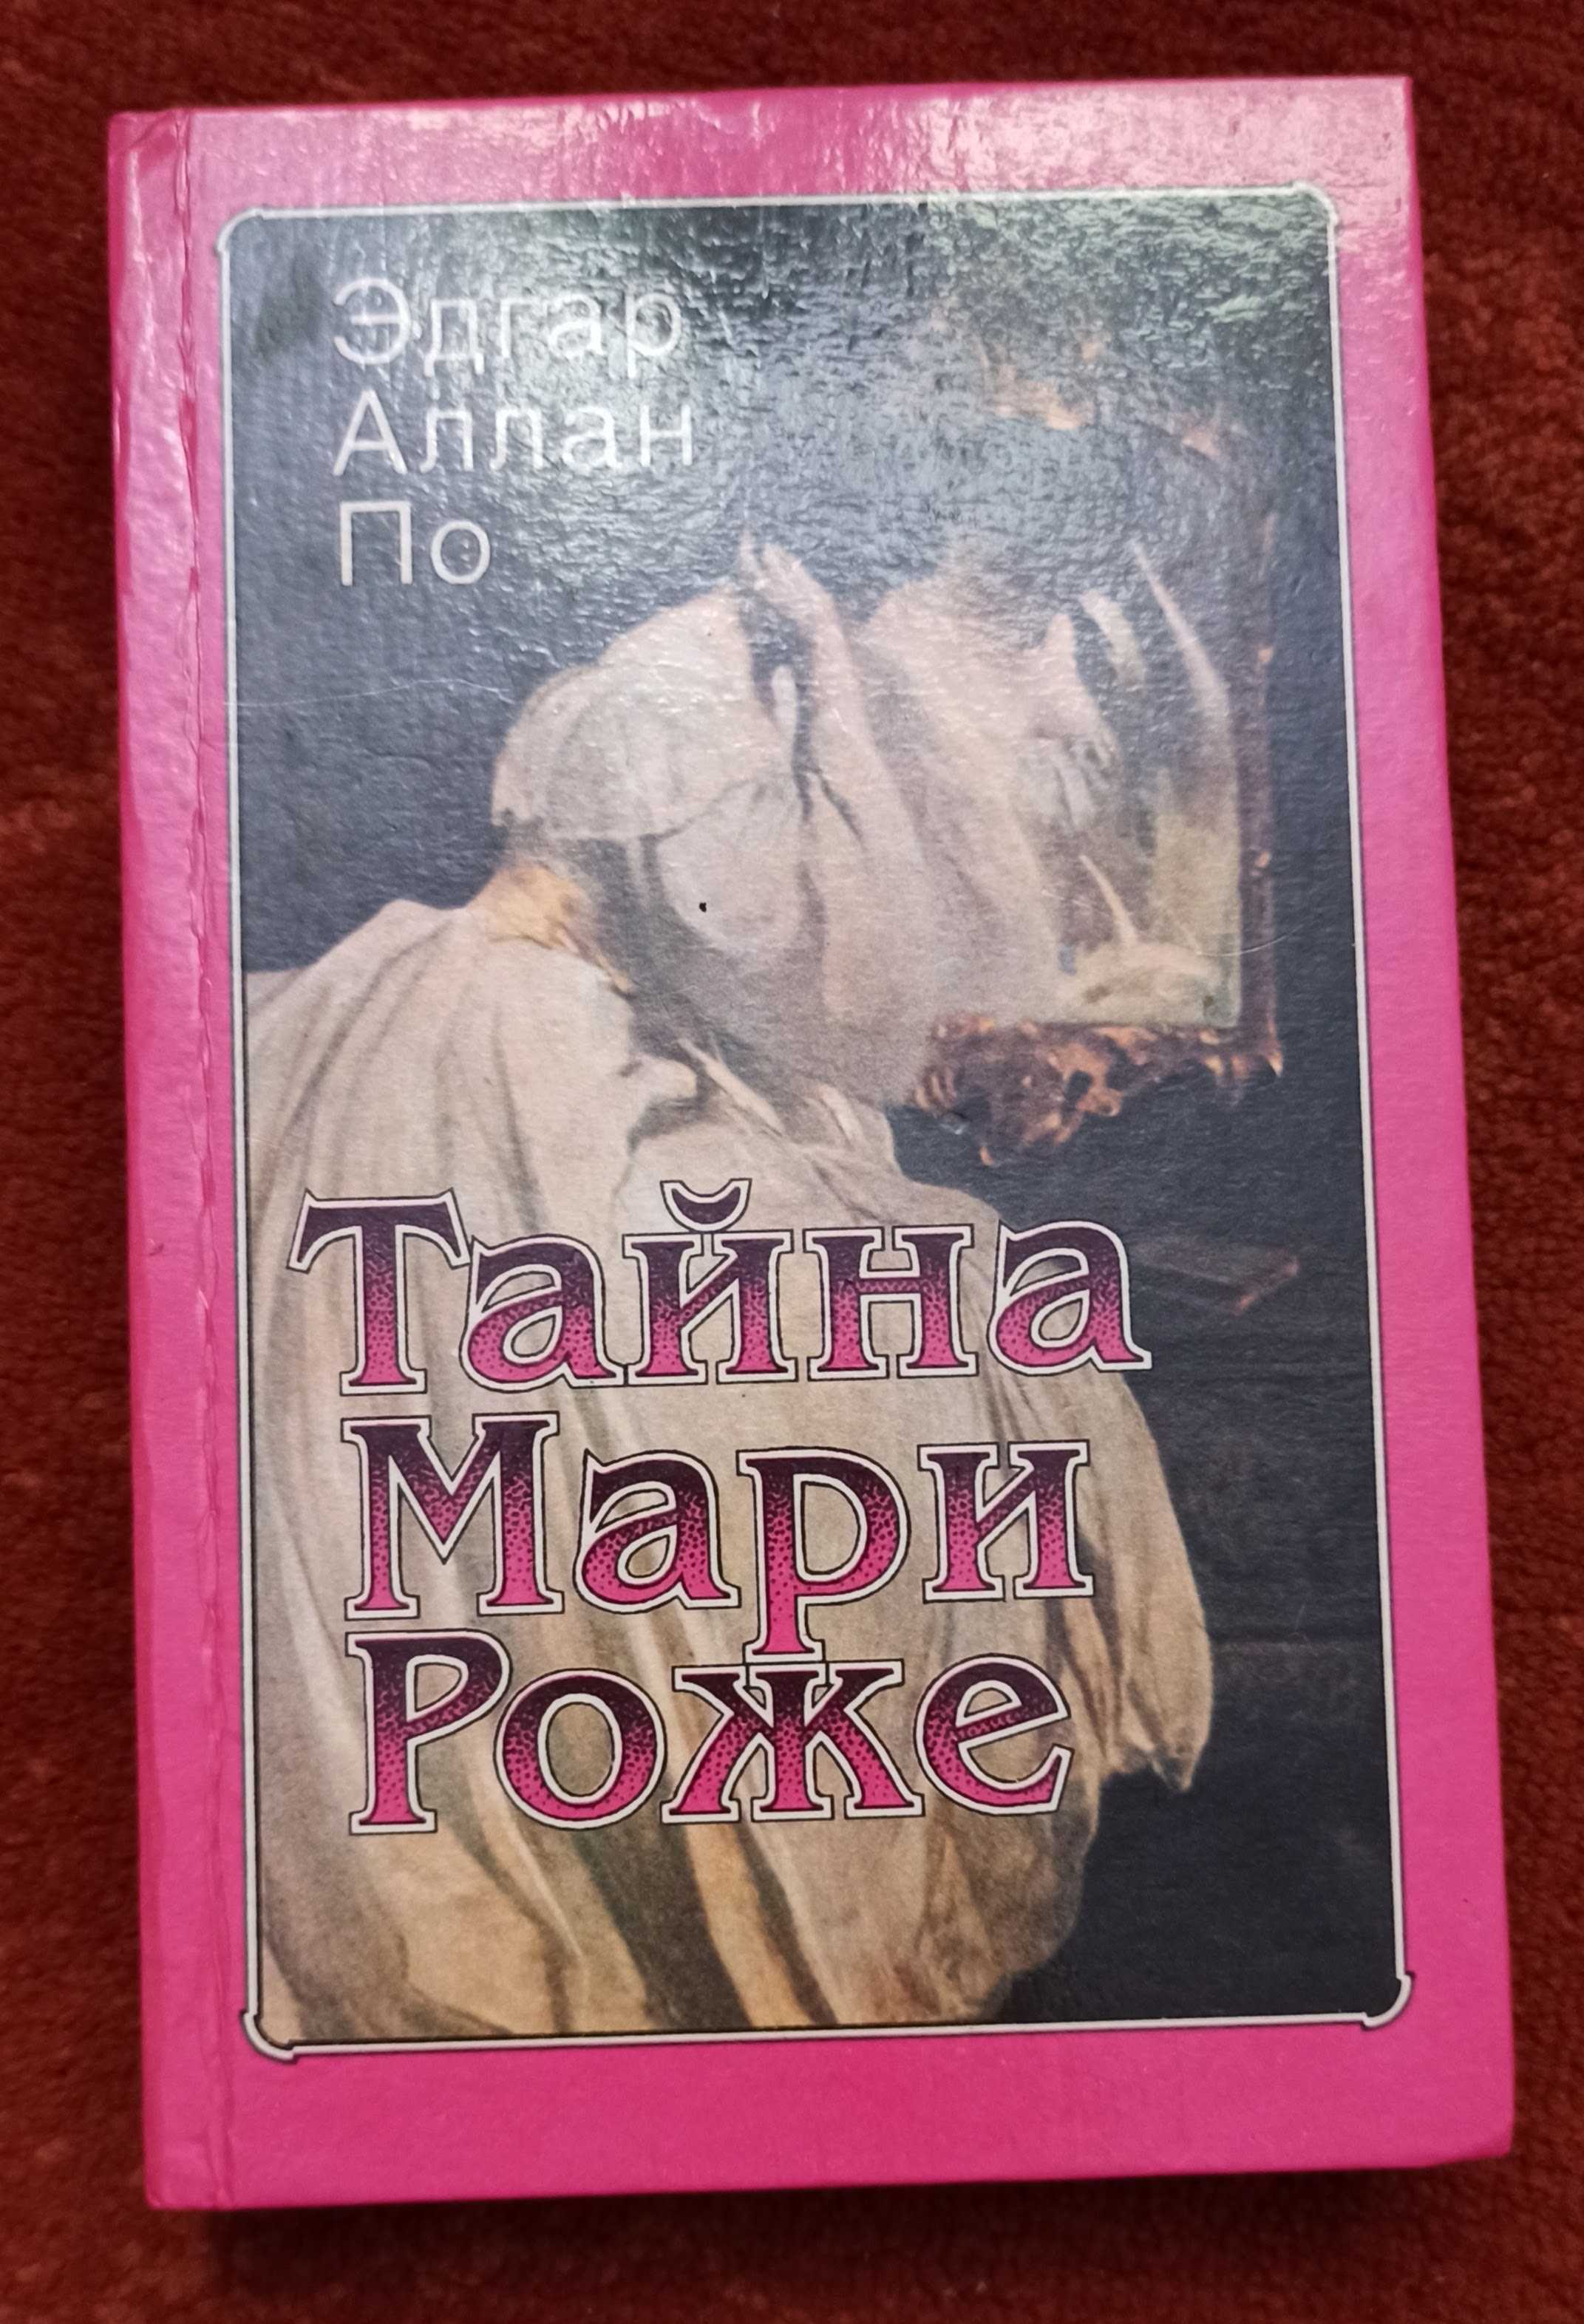 Эдгар
Аллан
По
Тайна
Мари
Роже